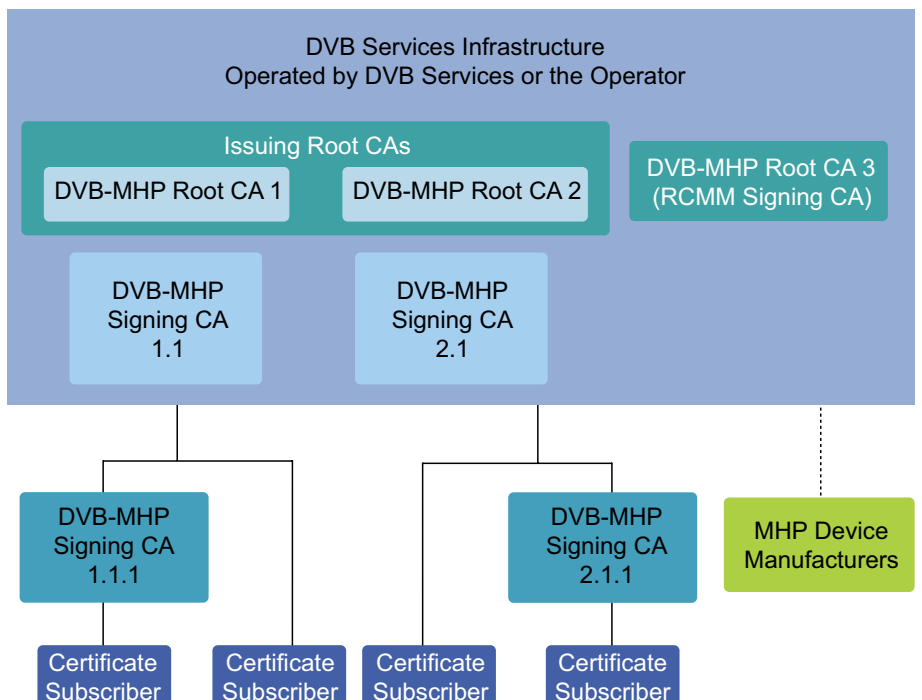 DVB Services Infrastructure
Operated by DVB Services or the Operator
Issuing Root CAs
DVB-MHP Root CA 1
DVB-MHP Root CA 2
DVB-MHP Root CA 3
(RCMM Signing CA)
DVB-MHP
Signing CA
1.1
DVB-MHP
Signing CA
2.1
DVB-MHP
Signing CA
1.1.1
DVB-MHP
Signing CA
2.1.1
MHP Device
Manufacturers
Certificate
Subscriber
Certificate
Subscriber
Certificate
Subscriber
Certificate
Subscriber